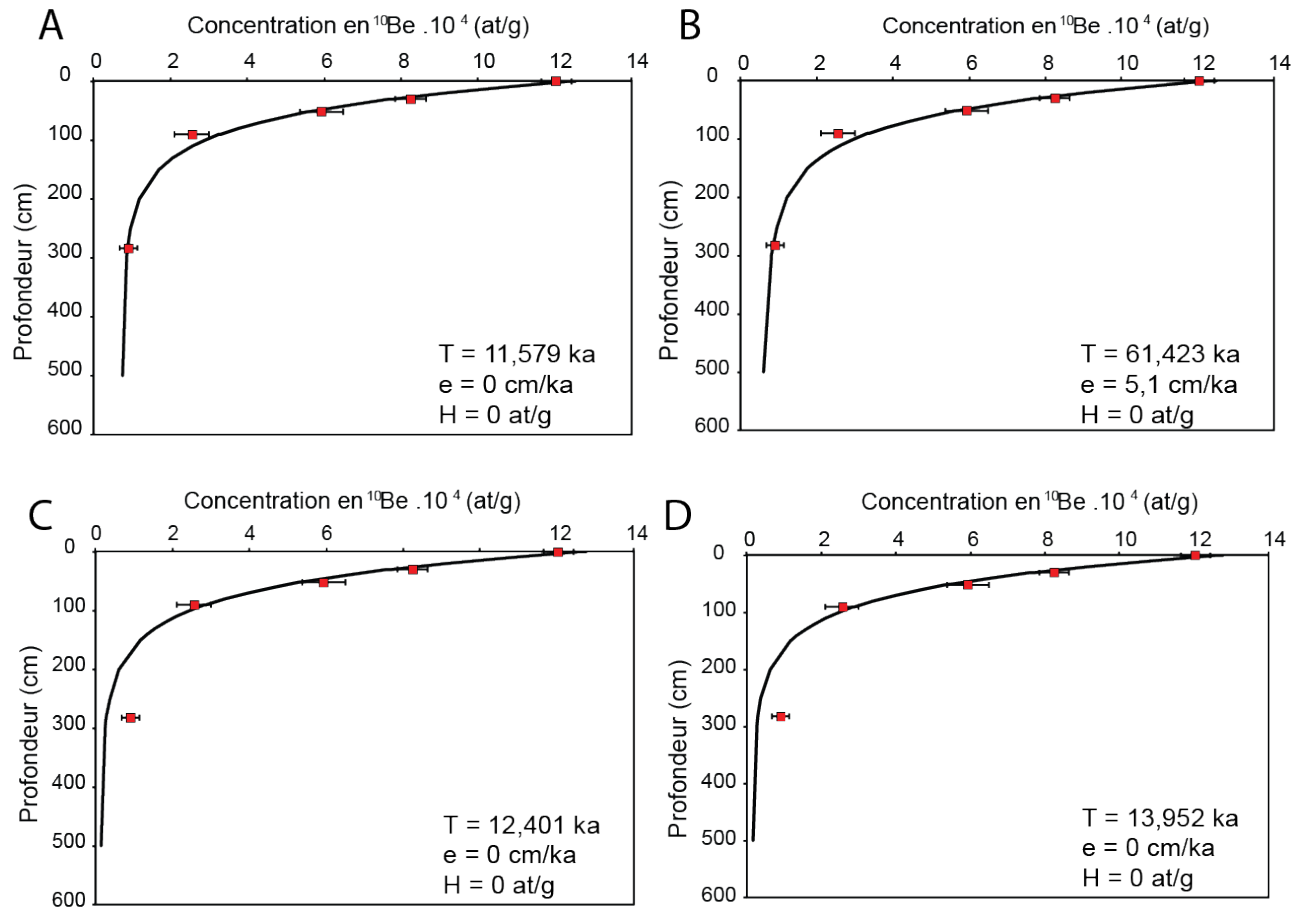 A
Concentration en ¹⁰Be .10 ⁴ (at/g)
0 2 4 6 8 10 12 14
0
100
200
300
400
500
600
Profondeur (cm)
T = 11,579 ka
e = 0 cm/ka
H = 0 at/g
B
Concentration en ¹⁰Be .10 ⁴ (at/g)
0 2 4 6 8 10 12 14
0
100
200
300
400
500
600
Profondeur (cm)
T = 61,423 ka
e = 5,1 cm/ka
H = 0 at/g
C
Concentration en ¹⁰Be .10 ⁴ (at/g)
0 2 6 8 12 14
0
100
200
300
400
500
600
Profondeur (cm)
T = 12,401 ka
e = 0 cm/ka
H = 0 at/g
D
Concentration en ¹⁰Be .10 ⁴ (at/g)
0 2 4 6 8 10 12 14
0
100
200
300
400
500
600
Profondeur (cm)
T = 13,952 ka
e = 0 cm/ka
H = 0 at/g